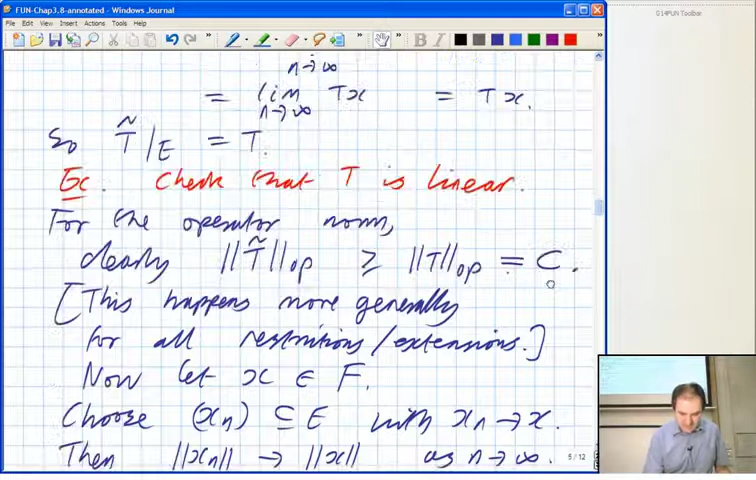 FUN-Chap3.8-annotated - Windows Journal
G14FUN Toolbar
File Edit View Insert Actions Tools Help
B I
n→∞
= lim Tx = Tx.
n→∞
So T̃|E = T.
Ex. Check that T is linear.
For the operator norm,
clearly ||T̃||op ≥ ||T||op = C.
[This happens more generally
for all restrictions/extensions.]
Now let x ∈ F.
Choose (xn) ⊆ E with xn → x.
Then ||xn|| → ||x|| as n → ∞.
5 / 12